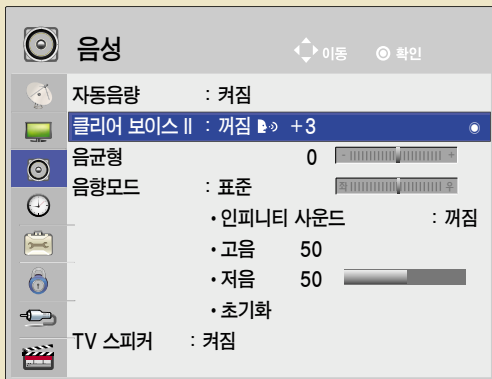 음성
이동 확인
자동음량 : 켜짐
클리어 보이스 II : 꺼짐 +3
음균형 0 - +
음향모드 : 표준 좌 우
• 인피니티 사운드 : 꺼짐
• 고음 50
• 저음 50
• 초기화
TV 스피커 : 켜짐